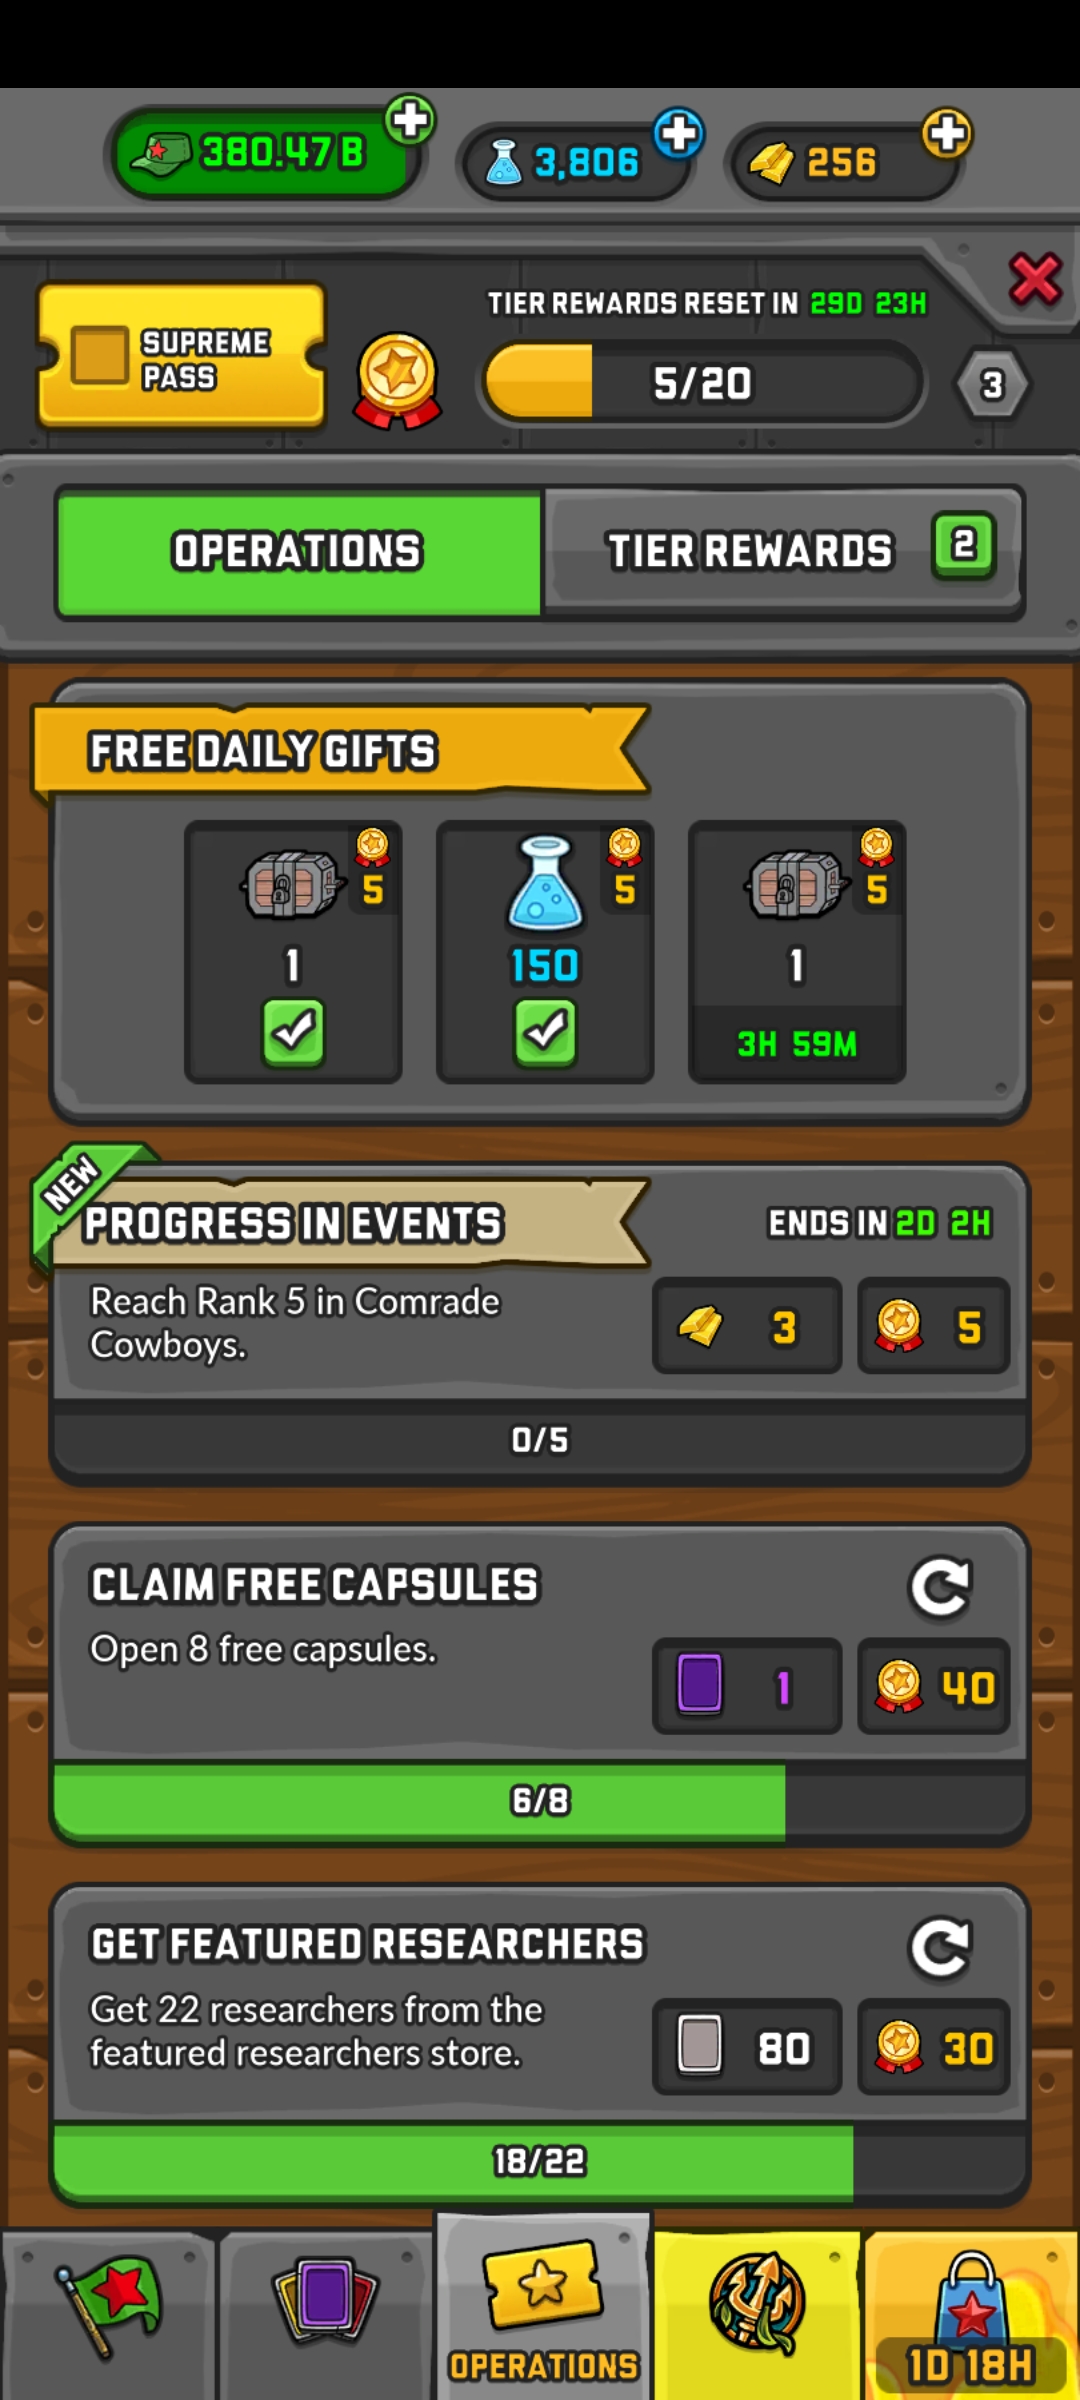 380.47 B
3,806
256
TIER REWARDS RESET IN 29D 23H
SUPREME
PASS
5/20
3
OPERATIONS
TIER REWARDS
2
FREE DAILY GIFTS
5
5
5
1
150
1
3H 59M
NEW
PROGRESS IN EVENTS
ENDS IN 2D 2H
Reach Rank 5 in Comrade
Cowboys.
3
5
0/5
CLAIM FREE CAPSULES
Open 8 free capsules.
1
40
6/8
GET FEATURED RESEARCHERS
Get 22 researchers from the
featured researchers store.
80
30
18/22
OPERATIONS
1D 18H